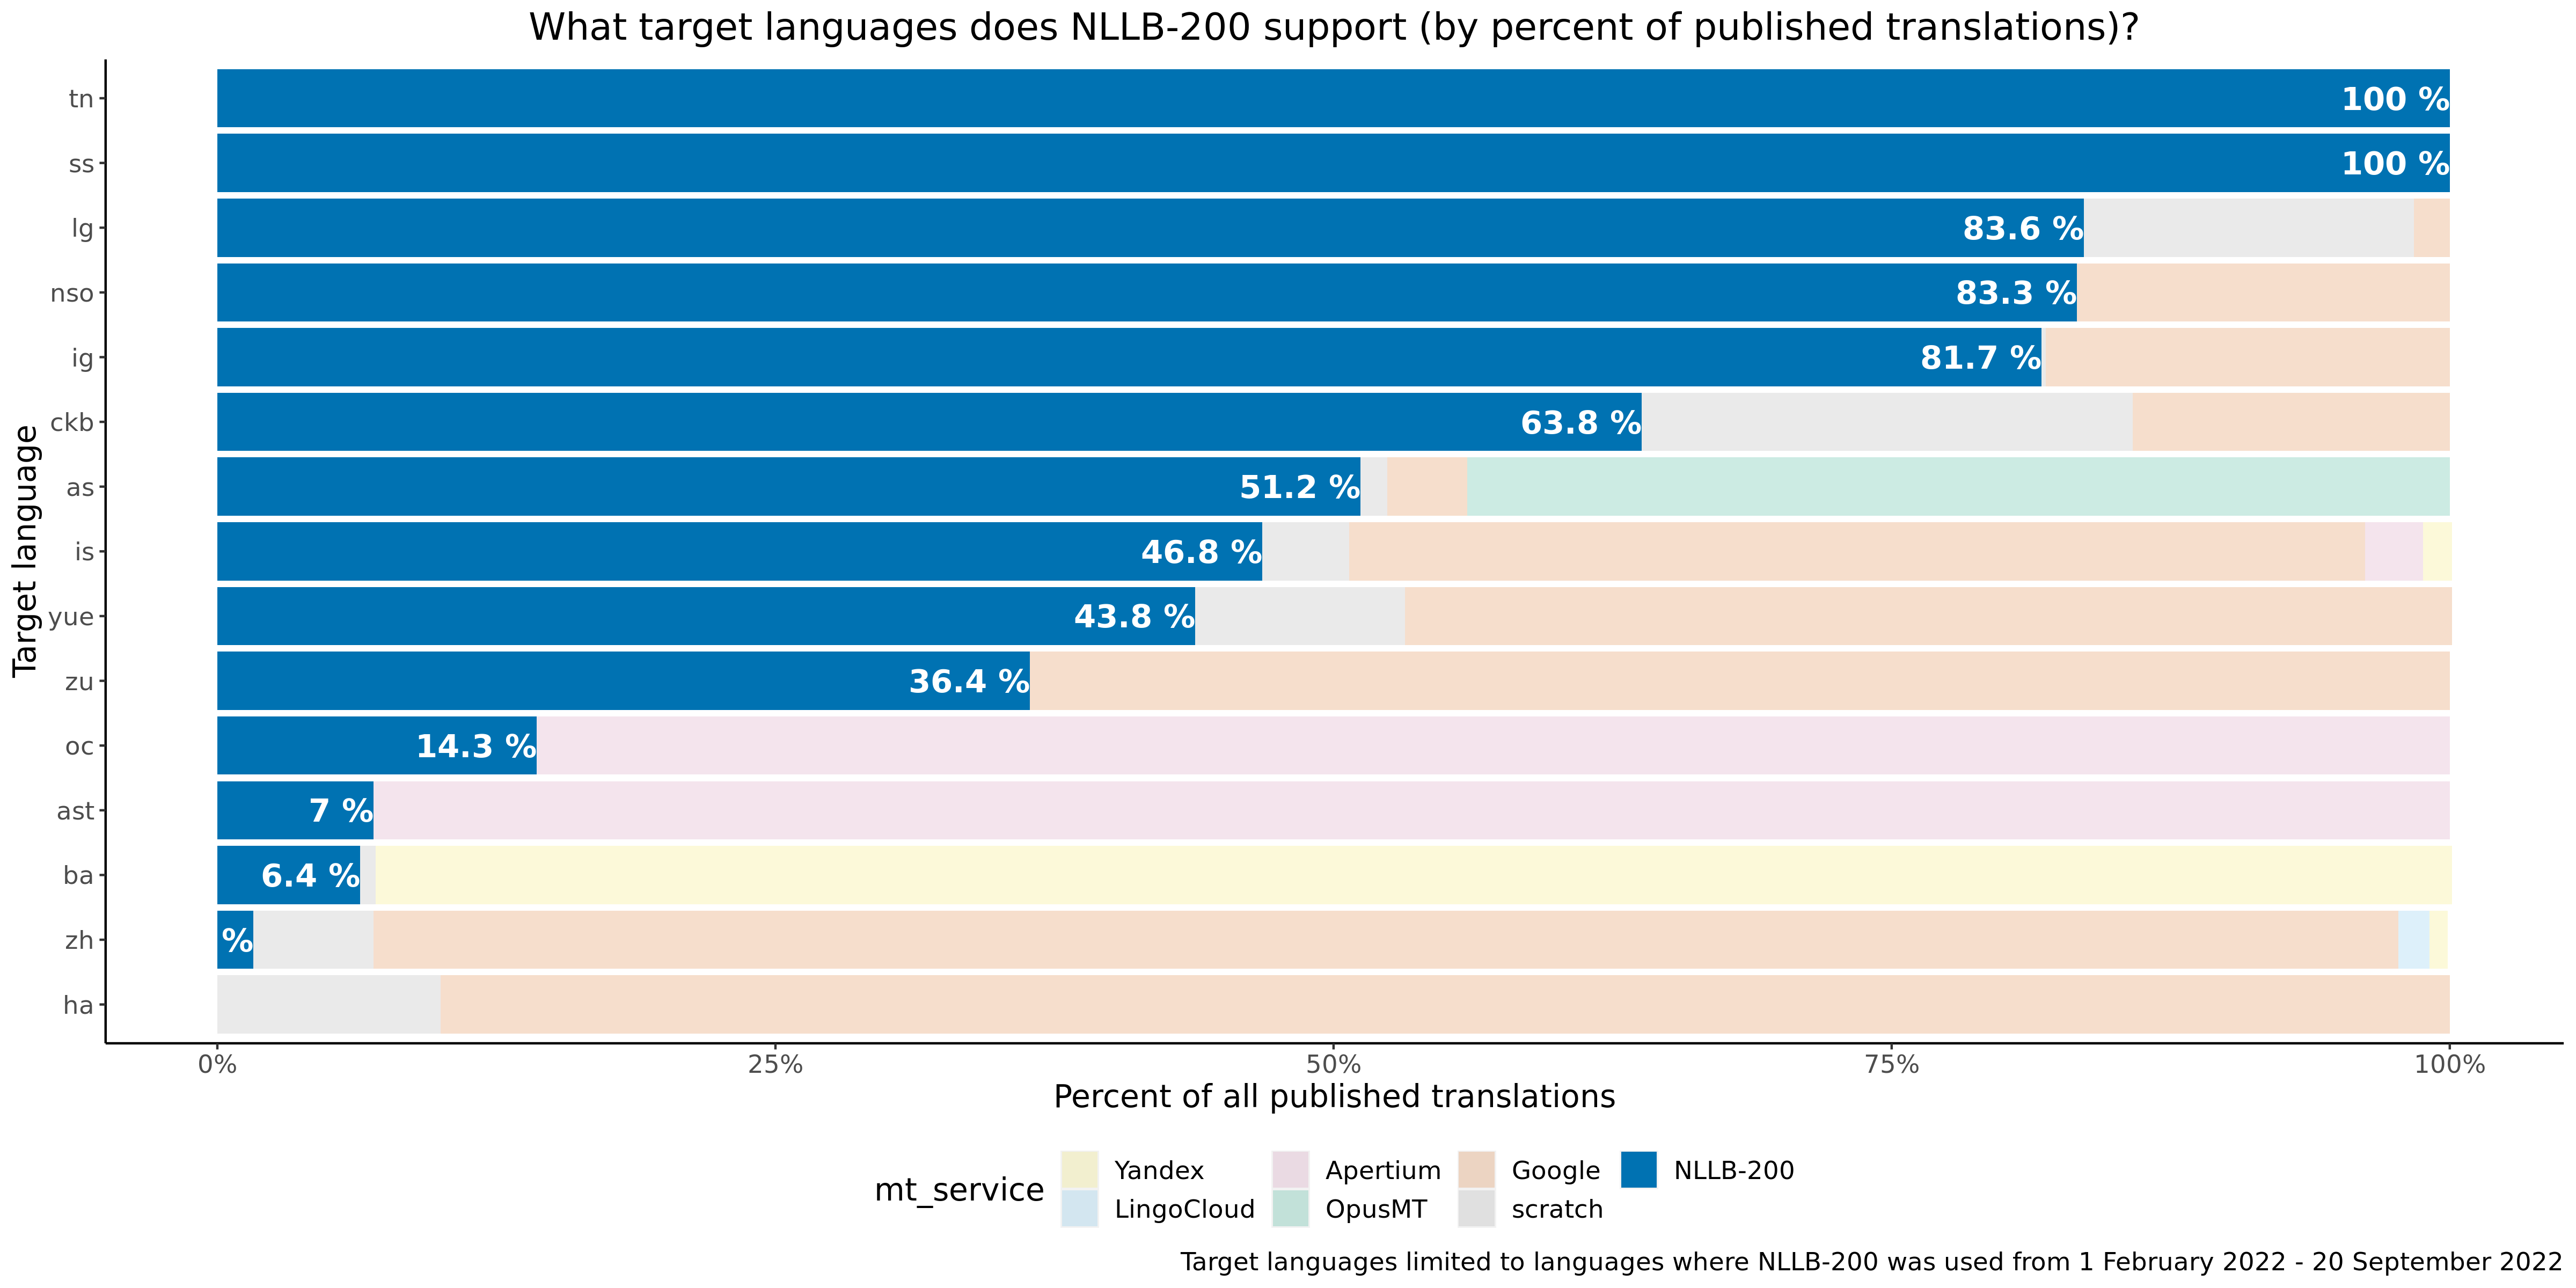 What target languages does NLLB-200 support (by percent of published translations)?
Target language
tn 100 %
ss 100 %
lg 83.6 %
nso 83.3 %
ig 81.7 %
ckb 63.8 %
as 51.2 %
is 46.8 %
yue 43.8 %
zu 36.4 %
oc 14.3 %
ast 7 %
ba 6.4 %
zh %
ha
0% 25% 50% 75% 100%
Percent of all published translations
mt_service
Yandex Apertium Google NLLB-200
LingoCloud OpusMT scratch
Target languages limited to languages where NLLB-200 was used from 1 February 2022 - 20 September 2022